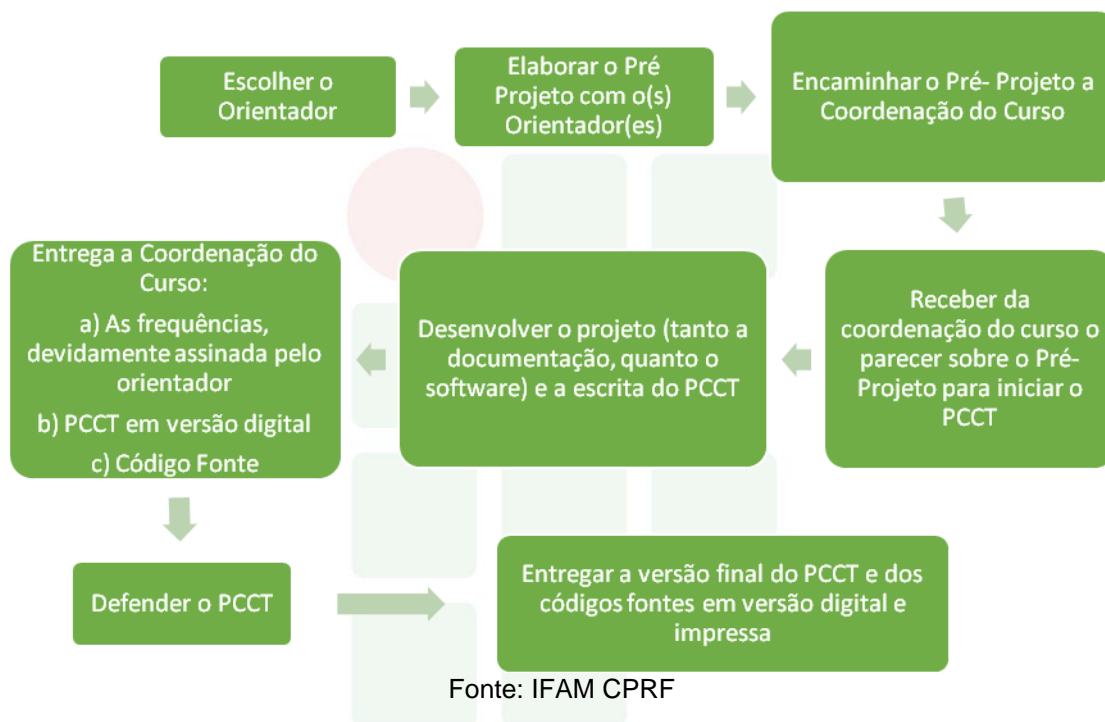 Escolher o
Orientador
Elaborar o Pré
Projeto com o(s)
Orientador(es)
Encaminhar o Pré- Projeto a
Coordenação do Curso
Receber da
coordenação do curso o
parecer sobre o Pré-
Projeto para iniciar o
PCCT
Desenvolver o projeto (tanto a
documentação, quanto o
software) e a escrita do PCCT
Entrega a Coordenação do
Curso:
a) As frequências,
devidamente assinada pelo
orientador
b) PCCT em versão digital
c) Código Fonte
Defender o PCCT
Entregar a versão final do PCCT e dos
códigos fontes em versão digital e
impressa
Fonte: IFAM CPRF